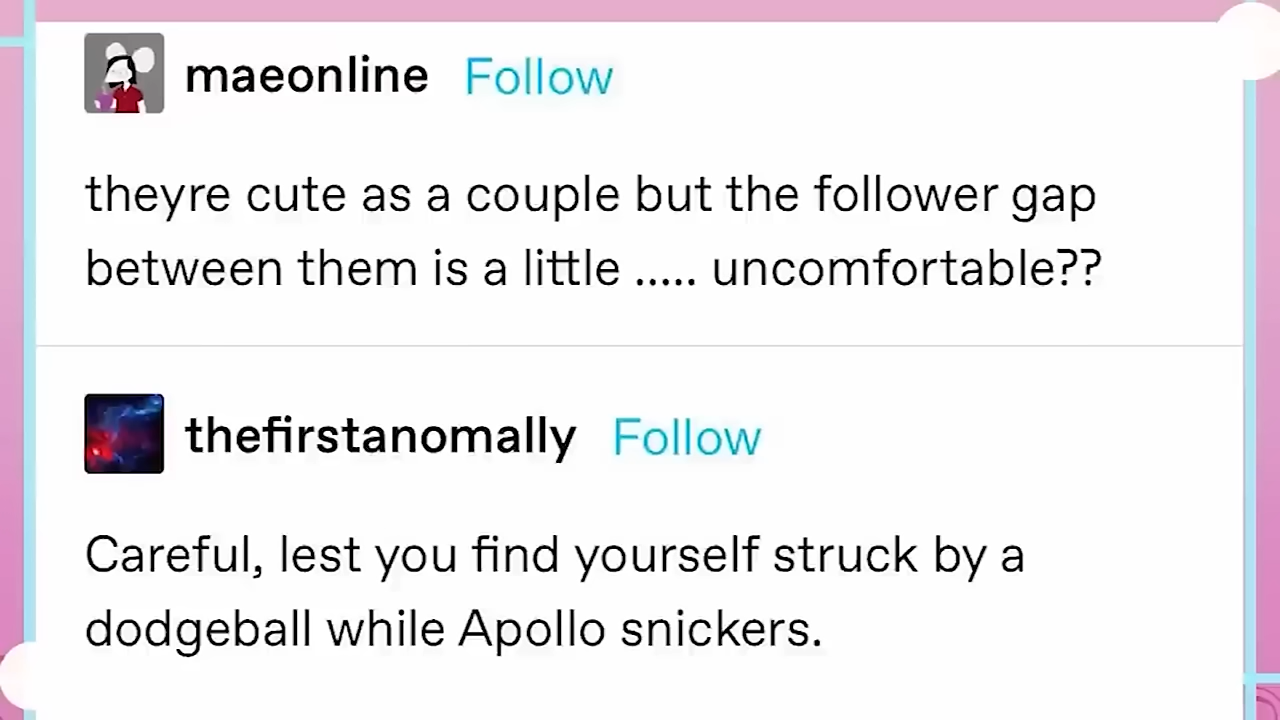 maeonline Follow
theyre cute as a couple but the follower gap
between them is a little ..... uncomfortable??
thefirstanomally Follow
Careful, lest you find yourself struck by a
dodgeball while Apollo snickers.